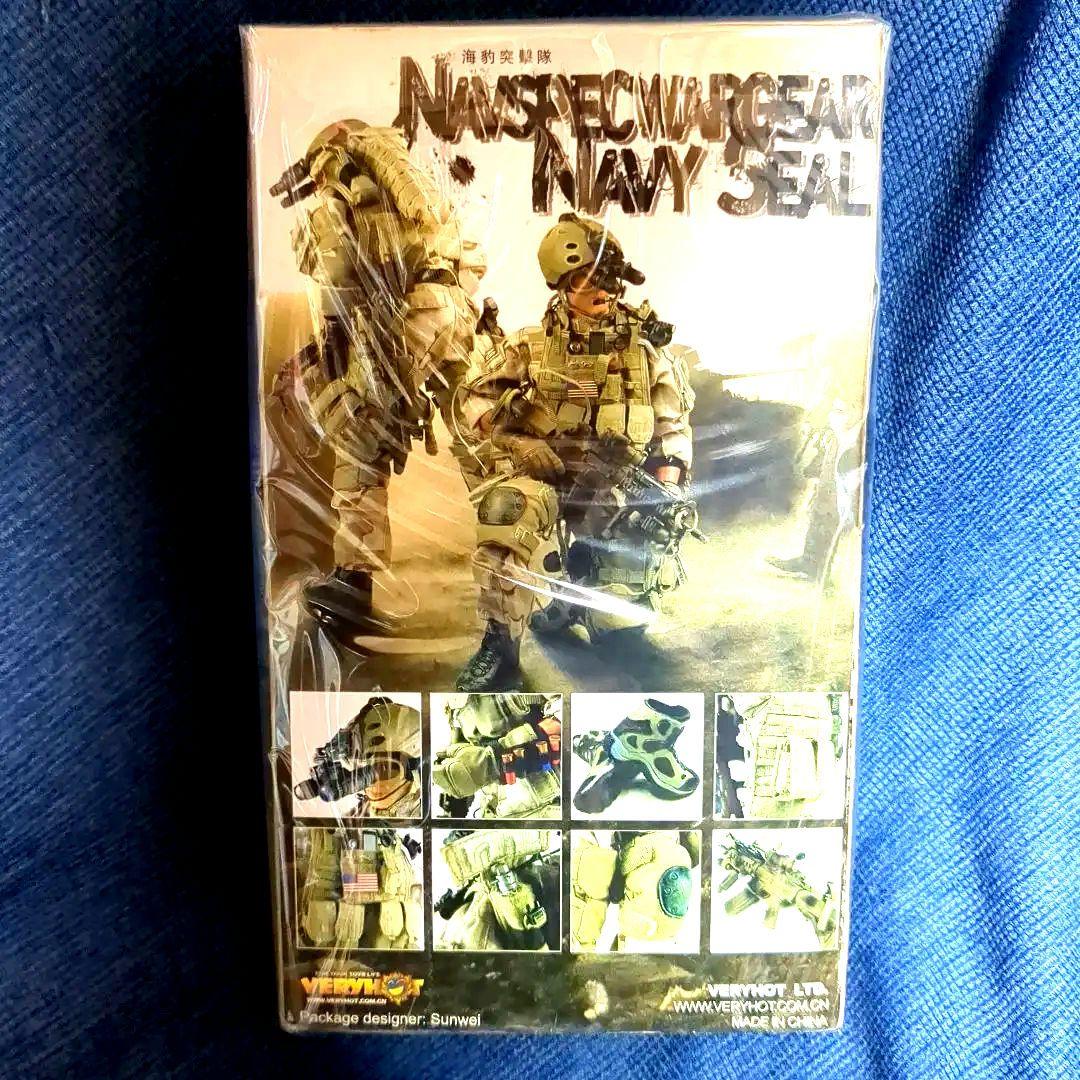 海豹突擊隊
NAVSPECWARGEAR
NAVY SEAL
VERYHOT
WWW.VERYHOT.COM.CN
Package designer: Sunwei
VERYHOT LTD.
WWW.VERYHOT.COM.CN
MADE IN CHINA